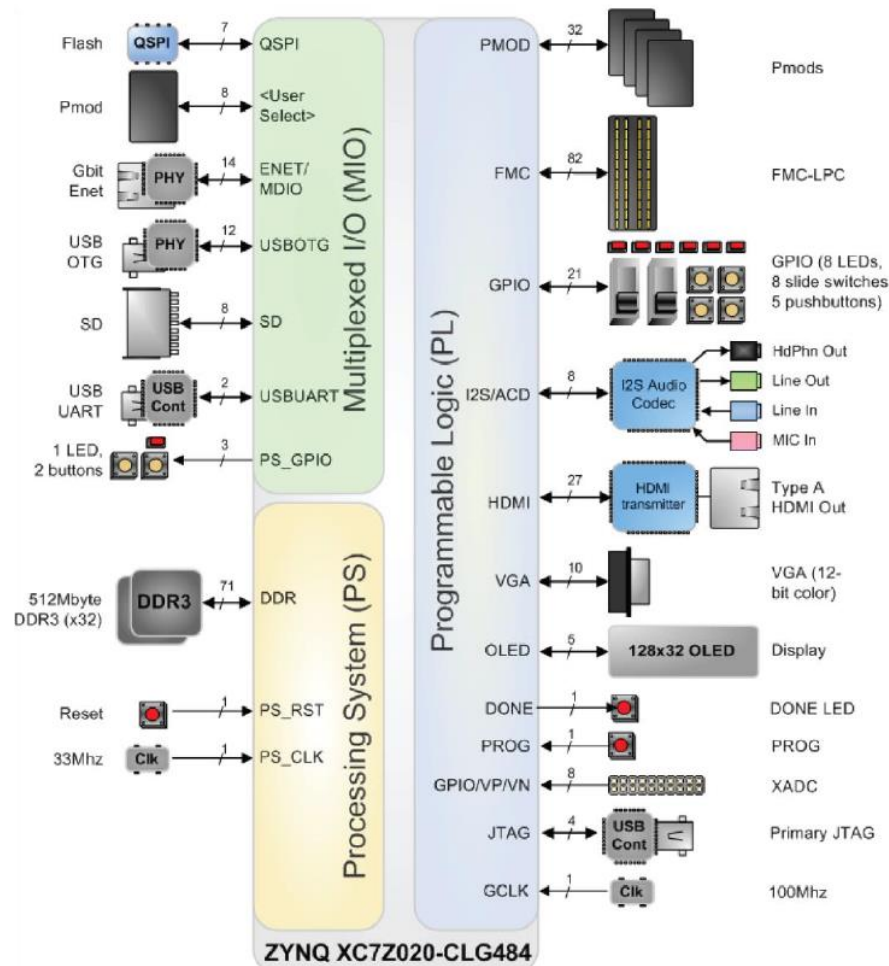 Flash
QSPI
7
QSPI
Pmod
8
<User
Select>
Gbit
Enet
PHY
14
ENET/
MDIO
USB
OTG
PHY
12
USBOTG
SD
8
SD
USB
UART
USB
Cont
2
USBUART
1 LED,
2 buttons
3
PS_GPIO
Multiplexed I/O (MIO)
512Mbyte
DDR3 (x32)
DDR3
71
DDR
Reset
1
PS_RST
33Mhz
Clk
1
PS_CLK
Processing System (PS)
Programmable Logic (PL)
PMOD
32
Pmods
FMC
82
FMC-LPC
GPIO
21
GPIO (8 LEDs,
8 slide switches
5 pushbuttons)
I2S/ACD
8
I2S Audio
Codec
HdPhn Out
Line Out
Line In
MIC In
HDMI
27
HDMI
transmitter
Type A
HDMI Out
VGA
10
VGA (12-
bit color)
OLED
5
128x32 OLED
Display
DONE
1
DONE LED
PROG
1
PROG
GPIO/VP/VN
8
XADC
JTAG
4
USB
Cont
Primary JTAG
GCLK
1
Clk
100Mhz
ZYNQ XC7Z020-CLG484